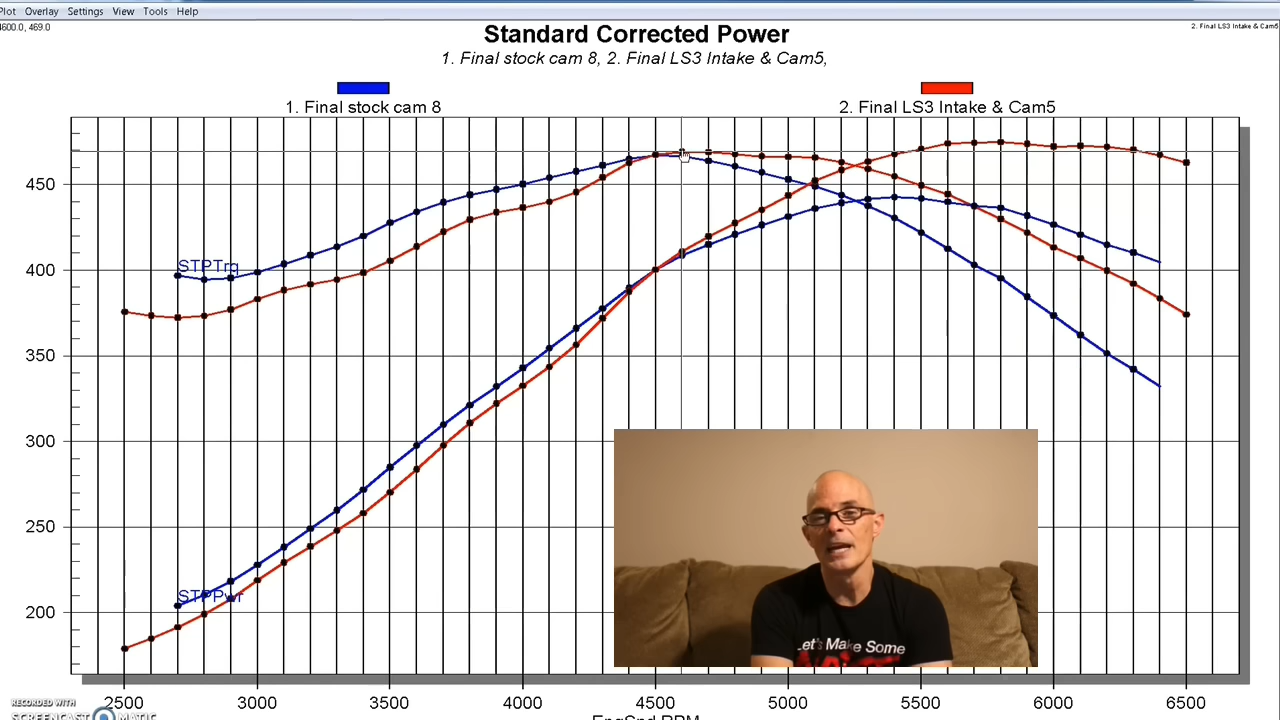 Plot Overlay Settings View Tools Help
4600.0, 469.0
2. Final LS3 Intake & Cam5
Standard Corrected Power
1. Final stock cam 8, 2. Final LS3 Intake & Cam5,
1. Final stock cam 8
2. Final LS3 Intake & Cam5
450
STPTrq
400
350
300
250
STPPwr
200
Let's Make Some
2500 3000 3500 4000 4500 5000 5500 6000 6500
EngSpd RPM
RECORDED WITH
SCREENCAST MATIC